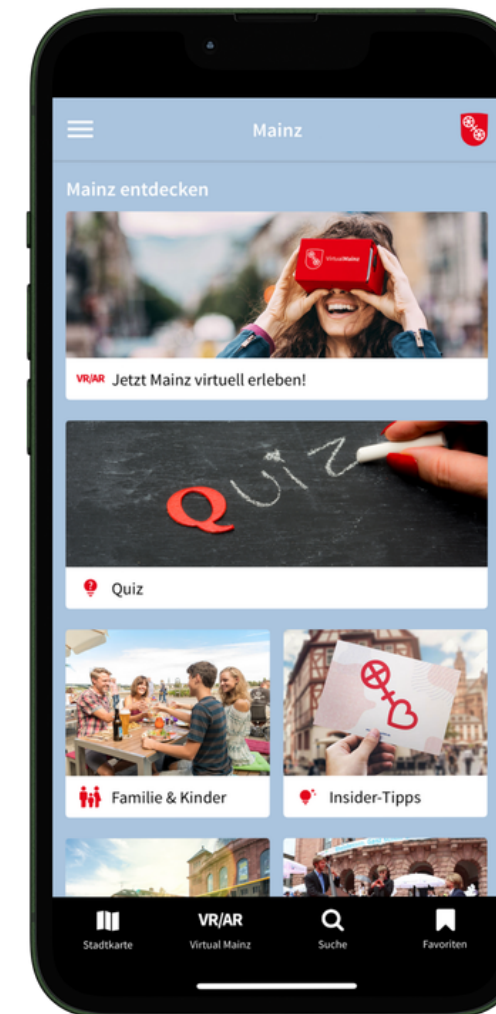 Mainz
Mainz entdecken
VirtualMainz
VR/AR Jetzt Mainz virtuell erleben!
QUIZ
Quiz
Familie & Kinder
Insider-Tipps
Stadtkarte
VR/AR
Virtual Mainz
Suche
Favoriten